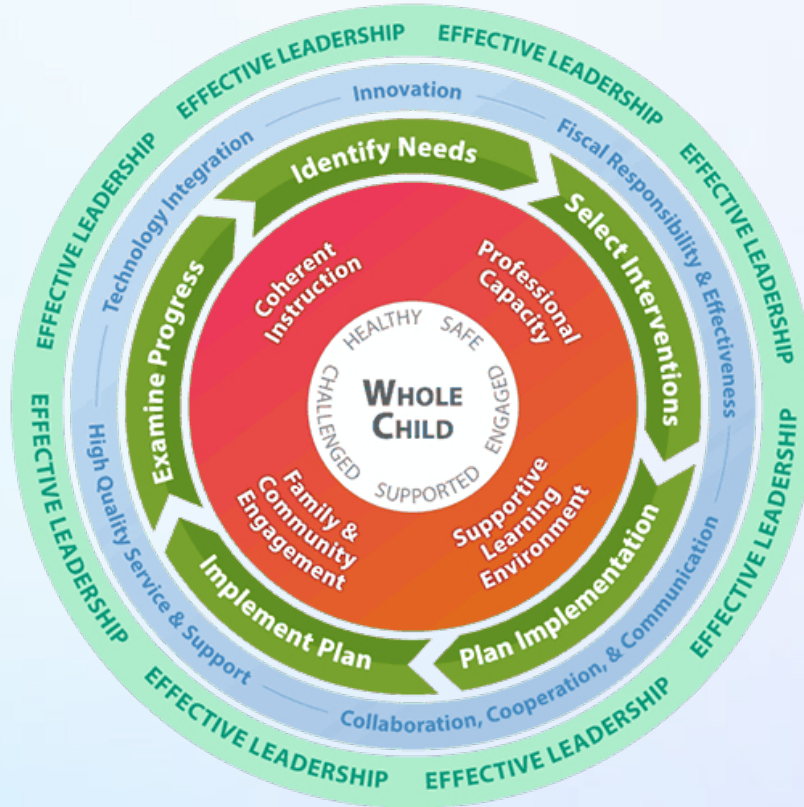 EFFECTIVE LEADERSHIP
EFFECTIVE LEADERSHIP
EFFECTIVE LEADERSHIP
EFFECTIVE LEADERSHIP
EFFECTIVE LEADERSHIP
EFFECTIVE LEADERSHIP
EFFECTIVE LEADERSHIP
EFFECTIVE LEADERSHIP
EFFECTIVE LEADERSHIP
Innovation
Fiscal Responsibility & Effectiveness
Collaboration, Cooperation, & Communication
High Quality Service & Support
Technology Integration
Identify Needs
Select Interventions
Plan Implementation
Implement Plan
Examine Progress
Coherent
Instruction
Professional
Capacity
Supportive
Learning
Environment
Family &
Community
Engagement
HEALTHY
SAFE
ENGAGED
SUPPORTED
CHALLENGED
WHOLE
CHILD